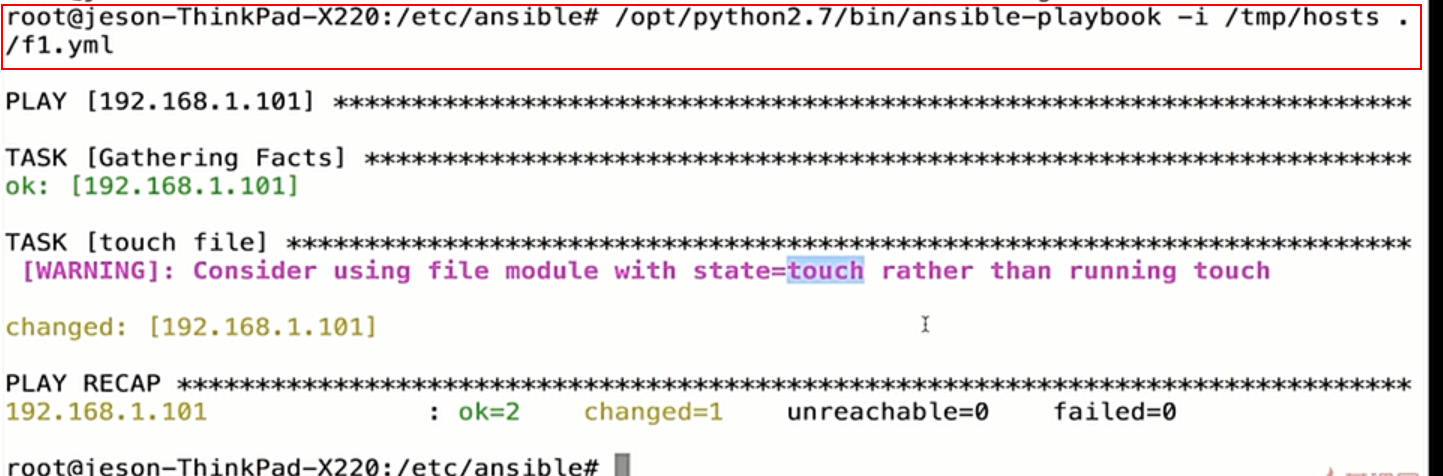 root@jeson-ThinkPad-X220:/etc/ansible# /opt/python2.7/bin/ansible-playbook -i /tmp/hosts .
/f1.yml
PLAY [192.168.1.101] *********************************************************************
TASK [Gathering Facts] *******************************************************************
ok: [192.168.1.101]
TASK [touch file] ************************************************************************
[WARNING]: Consider using file module with state=touch rather than running touch
changed: [192.168.1.101]
PLAY RECAP *******************************************************************************
192.168.1.101 : ok=2 changed=1 unreachable=0 failed=0
root@jeson-ThinkPad-X220:/etc/ansible#